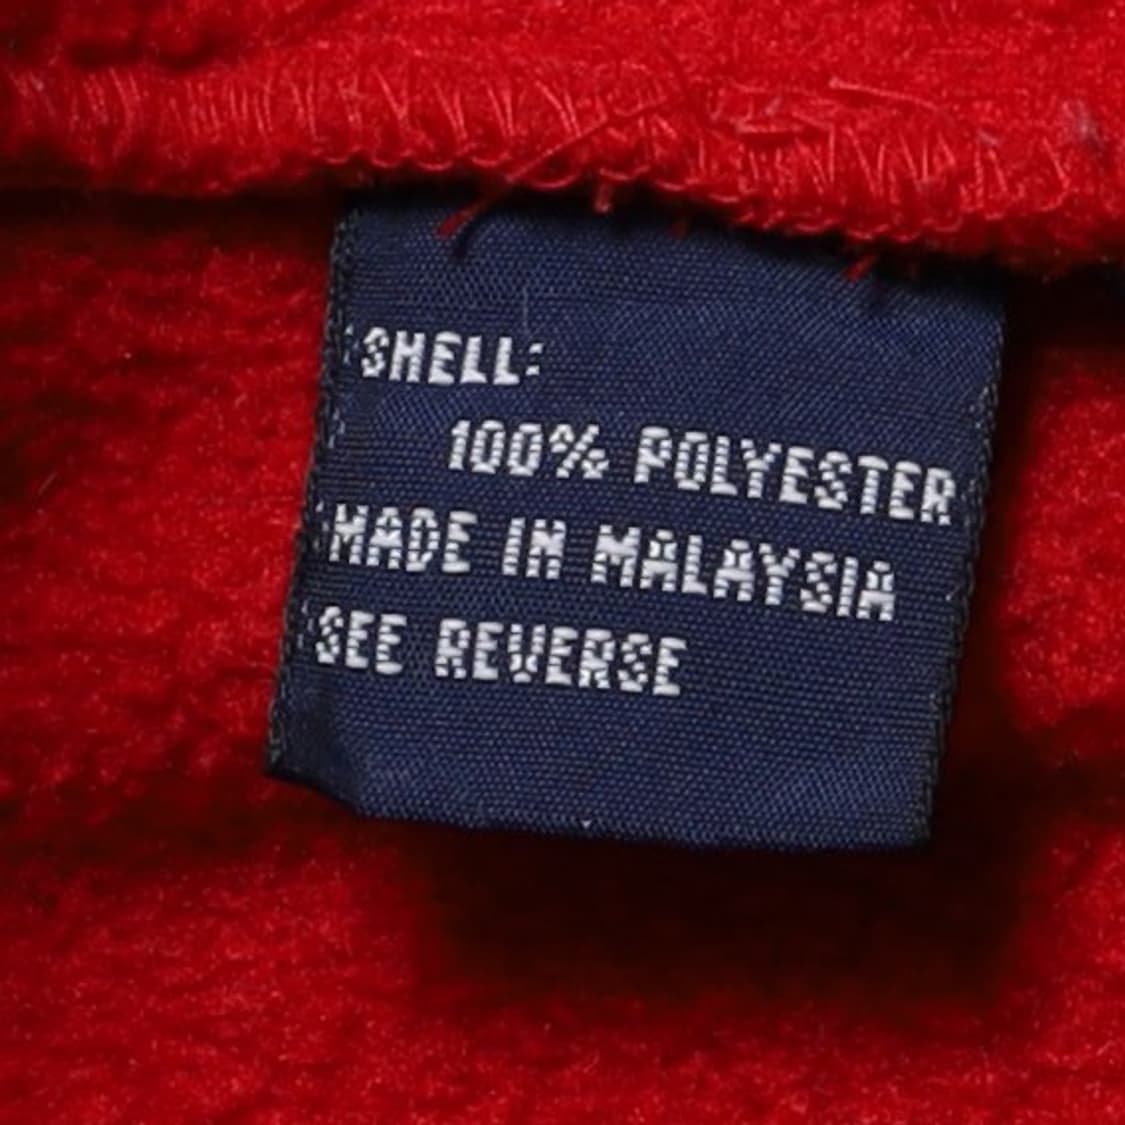 SHELL:
100% POLYESTER
MADE IN MALAYSIA
SEE REVERSE